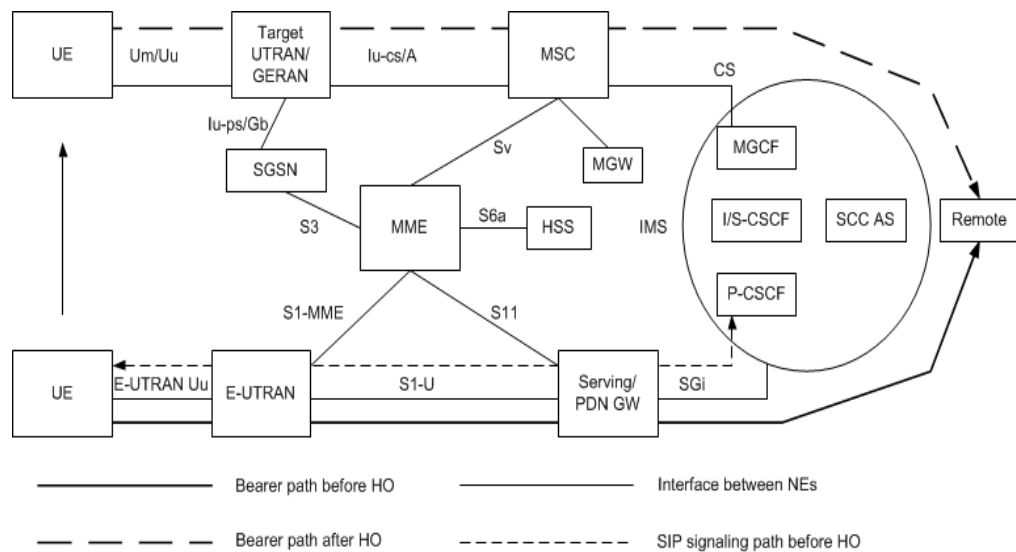 UE
Um/Uu
Target
UTRAN/
GERAN
Iu-cs/A
MSC
CS
Iu-ps/Gb
SGSN
Sv
MGW
MGCF
S3
MME
S6a
HSS
IMS
I/S-CSCF
SCC AS
Remote
P-CSCF
S1-MME
S11
UE
E-UTRAN Uu
E-UTRAN
S1-U
Serving/
PDN GW
SGi
Bearer path before HO
Interface between NEs
Bearer path after HO
SIP signaling path before HO